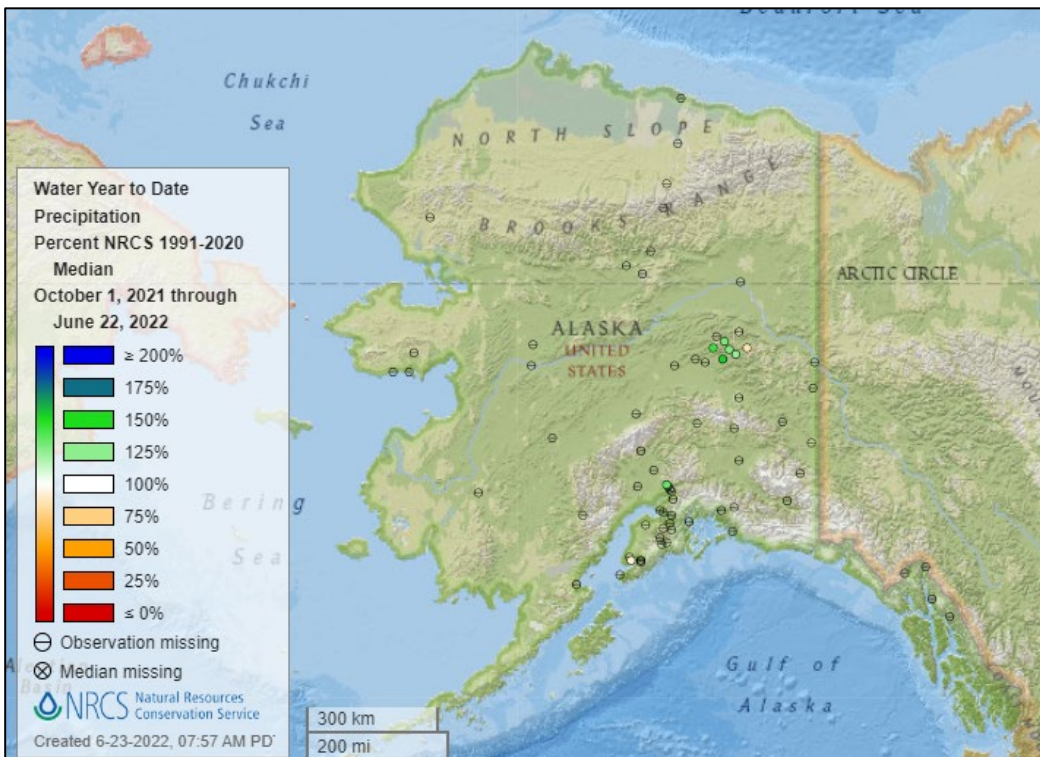 Beaufort Sea
Chukchi
Sea
NORTH SLOPE
BROOKS RANGE
ARCTIC CIRCLE
ALASKA
UNITED
STATES
Bering
Sea
Gulf of
Alaska
Water Year to Date
Precipitation
Percent NRCS 1991-2020
Median
October 1, 2021 through
June 22, 2022
≥ 200%
175%
150%
125%
100%
75%
50%
25%
≤ 0%
Observation missing
Median missing
NRCS Natural Resources
Conservation Service
Created 6-23-2022, 07:57 AM PD
300 km
200 mi